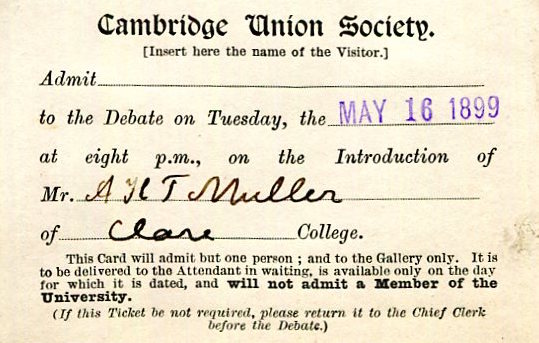 Cambridge Union Society.
[Insert here the name of the Visitor.]
Admit
to the Debate on Tuesday, the MAY 16 1899
at eight p.m., on the Introduction of
Mr. A H T Muller
of Clare College.
This Card will admit but one person ; and to the Gallery only. It is
to be delivered to the Attendant in waiting, is available only on the day
for which it is dated, and will not admit a Member of the
University.
(If this Ticket be not required, please return it to the Chief Clerk
before the Debate.)